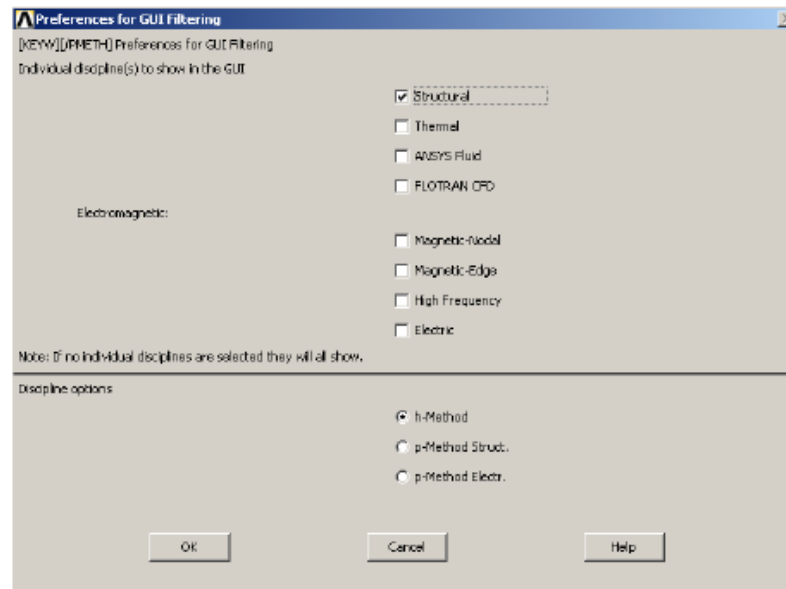 Preferences for GUI Filtering
[KEYW][/PMETH] Preferences for GUI Filtering
Individual discipline(s) to show in the GUI
Structural
Thermal
ANSYS Fluid
FLOTRAN CFD
Electromagnetic:
Magnetic-Nodal
Magnetic-Edge
High Frequency
Electric
Note: If no individual disciplines are selected they will all show.
Discipline options
h-Method
p-Method Struct.
p-Method Electr.
OK Cancel Help